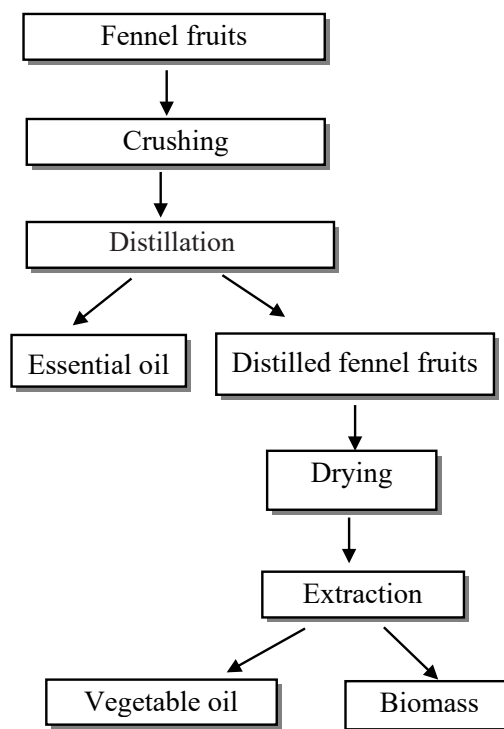 Fennel fruits
Crushing
Distillation
Essential oil
Distilled fennel fruits
Drying
Extraction
Vegetable oil
Biomass